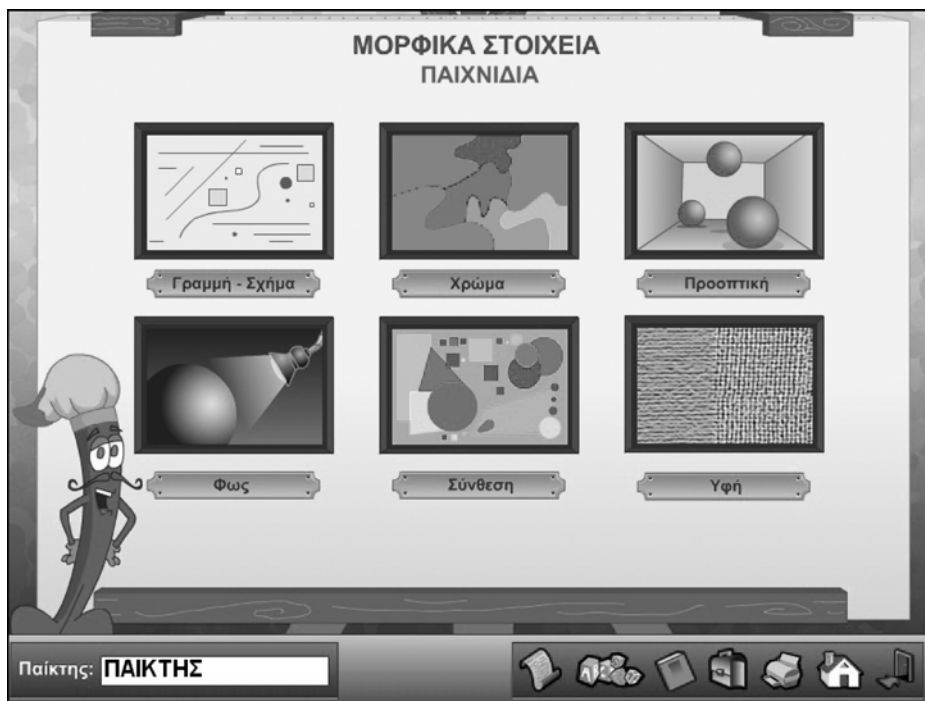 ΜΟΡΦΙΚΑ ΣΤΟΙΧΕΙΑ
ΠΑΙΧΝΙΔΙΑ
Γραμμή - Σχήμα
Χρώμα
Προοπτική
Φως
Σύνθεση
Υφή
Παίκτης: ΠΑΙΚΤΗΣ